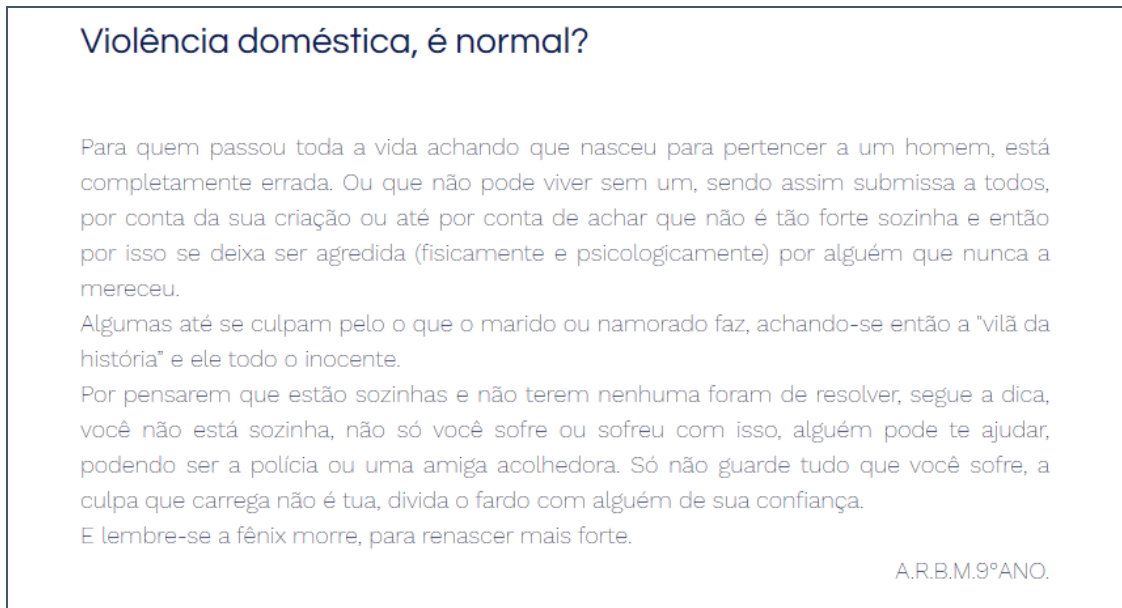 Violência doméstica, é normal?
Para quem passou toda a vida achando que nasceu para pertencer a um homem, está
completamente errada. Ou que não pode viver sem um, sendo assim submissa a todos,
por conta da sua criação ou até por conta de achar que não é tão forte sozinha e então
por isso se deixa ser agredida (fisicamente e psicologicamente) por alguém que nunca a
mereceu.
Algumas até se culpam pelo o que o marido ou namorado faz, achando-se então a "vilã da
história” e ele todo o inocente.
Por pensarem que estão sozinhas e não terem nenhuma foram de resolver, segue a dica,
você não está sozinha, não só você sofre ou sofreu com isso, alguém pode te ajudar,
podendo ser a polícia ou uma amiga acolhedora. Só não guarde tudo que você sofre, a
culpa que carrega não é tua, divida o fardo com alguém de sua confiança.
E lembre-se a fênix morre, para renascer mais forte.
A.R.B.M.9°ANO.